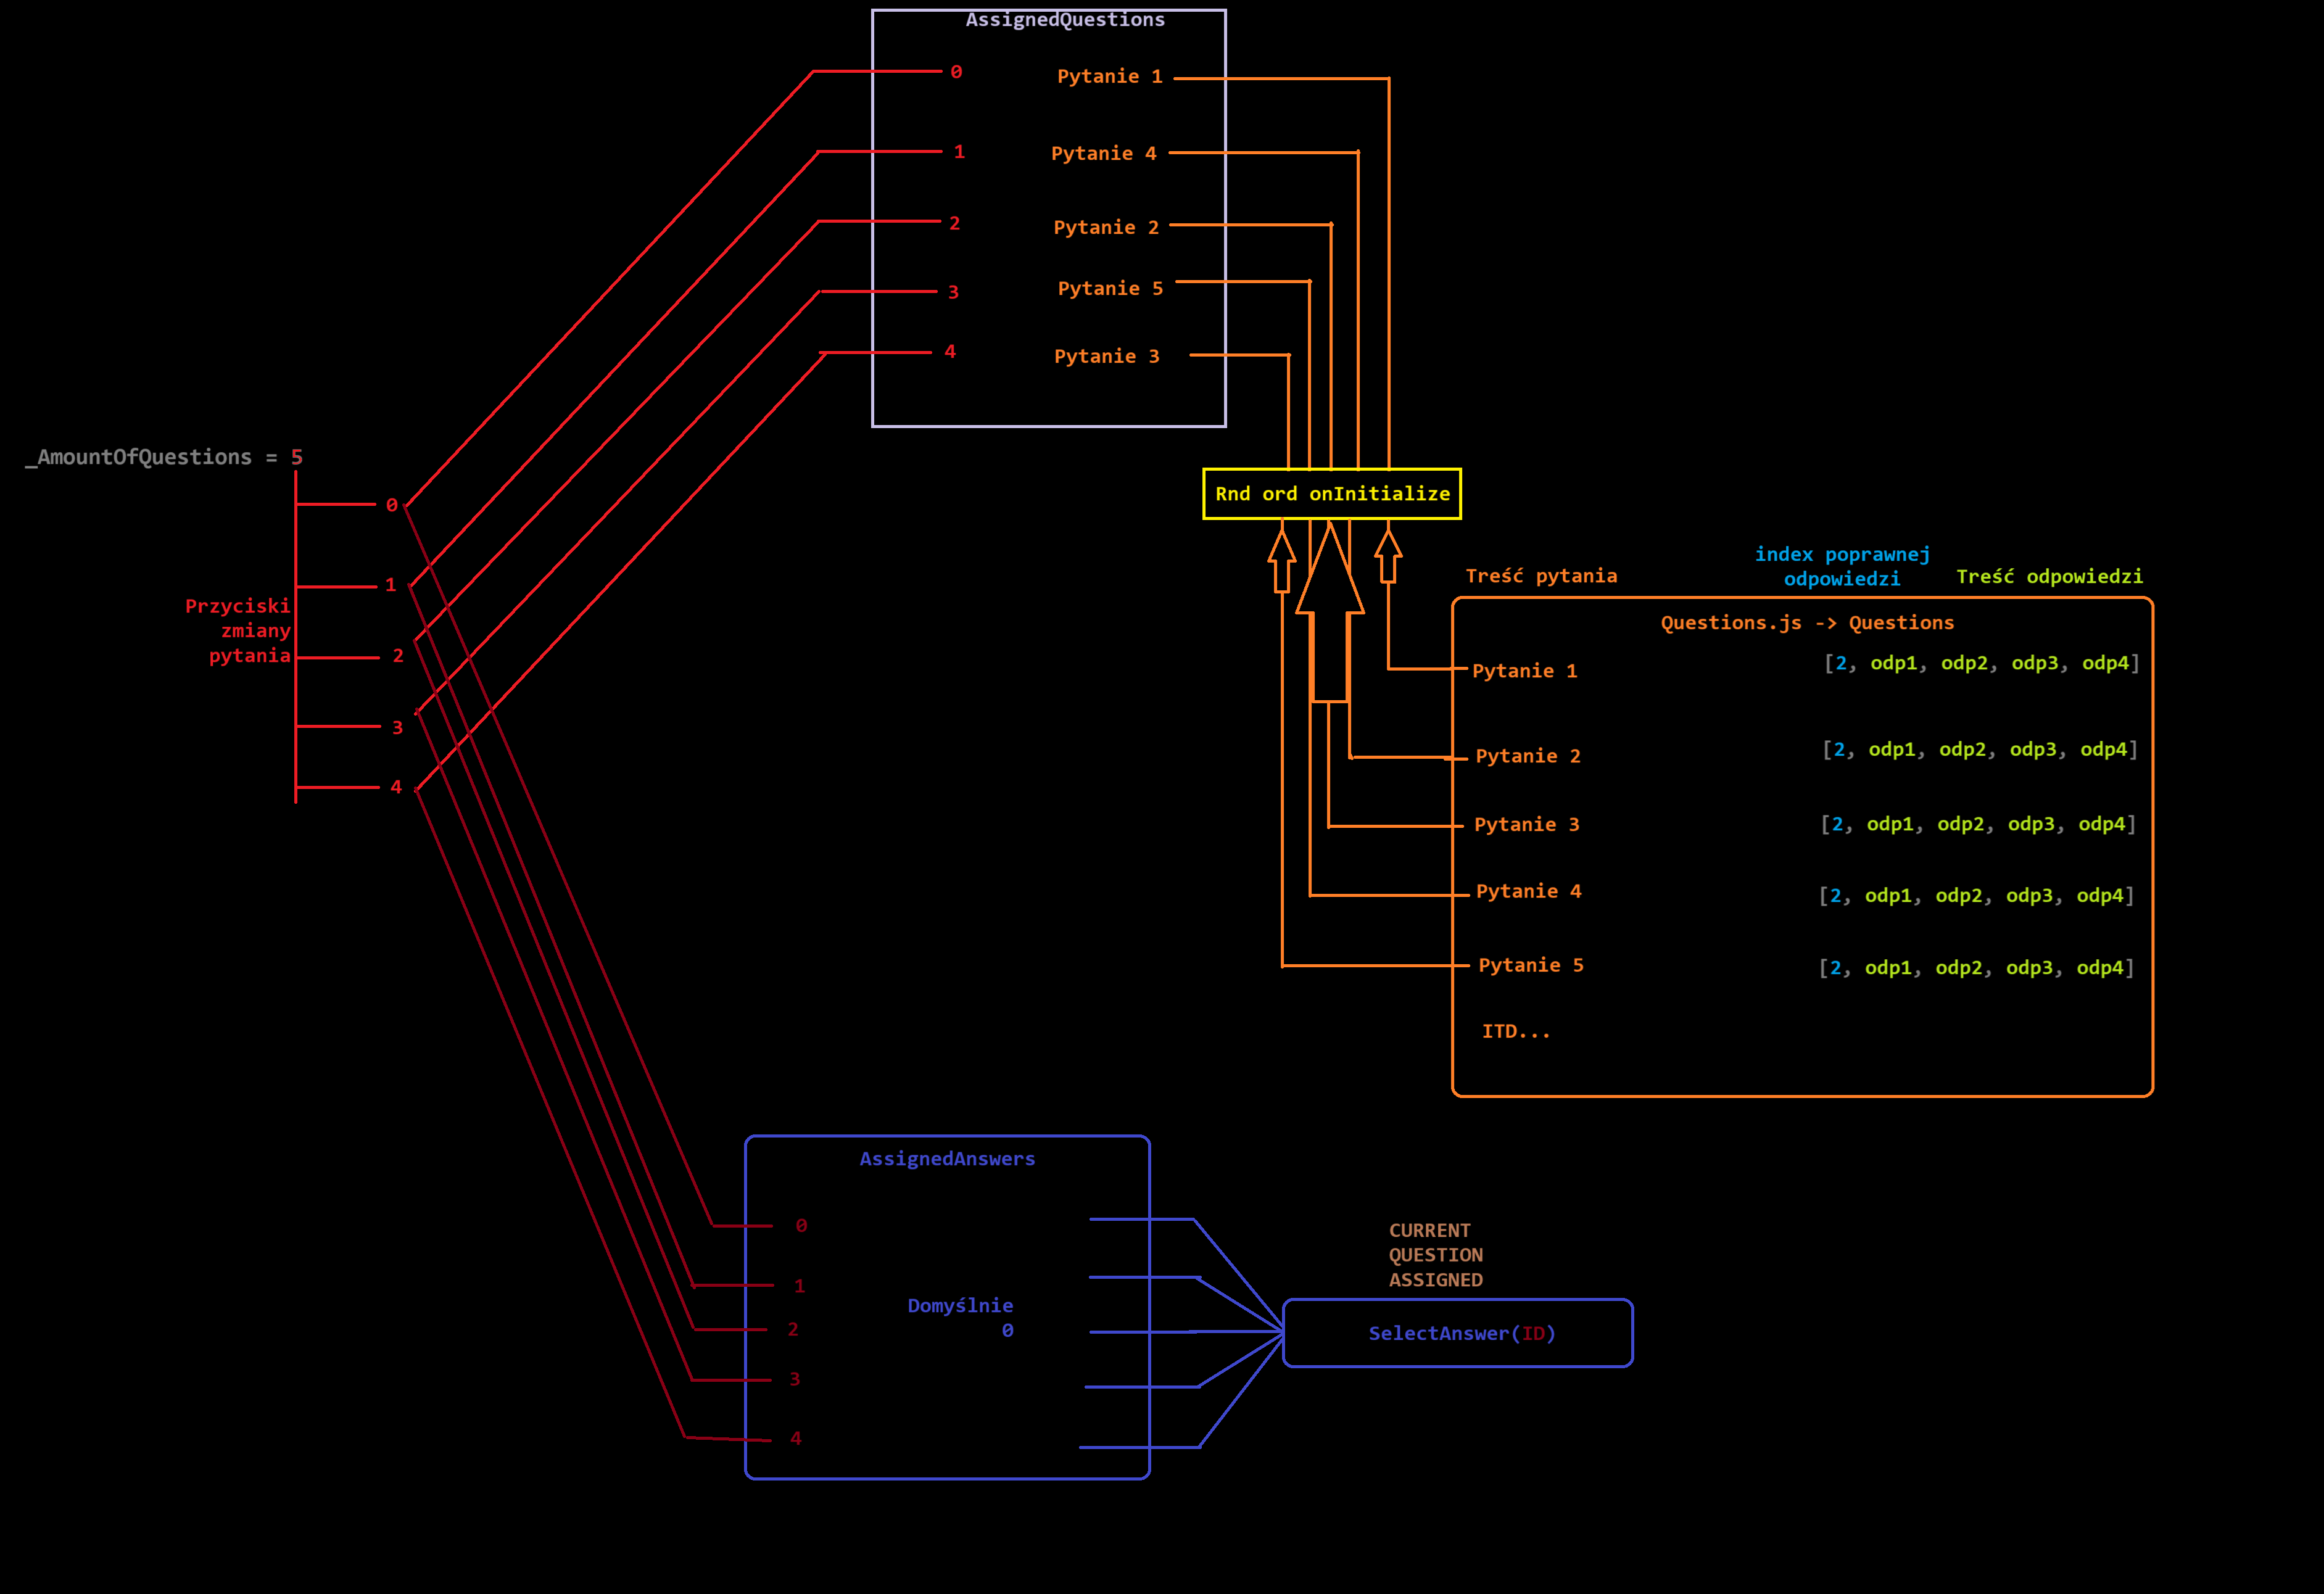 AssignedQuestions
0 Pytanie 1
1 Pytanie 4
2 Pytanie 2
3 Pytanie 5
4 Pytanie 3
_AmountOfQuestions = 5
0
1
Przyciski
zmiany
pytania
2
3
4
Rnd ord onInitialize
Treść pytania
index poprawnej
odpowiedzi
Treść odpowiedzi
Questions.js -> Questions
Pytanie 1 [2, odp1, odp2, odp3, odp4]
Pytanie 2 [2, odp1, odp2, odp3, odp4]
Pytanie 3 [2, odp1, odp2, odp3, odp4]
Pytanie 4 [2, odp1, odp2, odp3, odp4]
Pytanie 5 [2, odp1, odp2, odp3, odp4]
ITD...
AssignedAnswers
0
1
2
3
4
Domyślnie
0
CURRENT
QUESTION
ASSIGNED
SelectAnswer(ID)